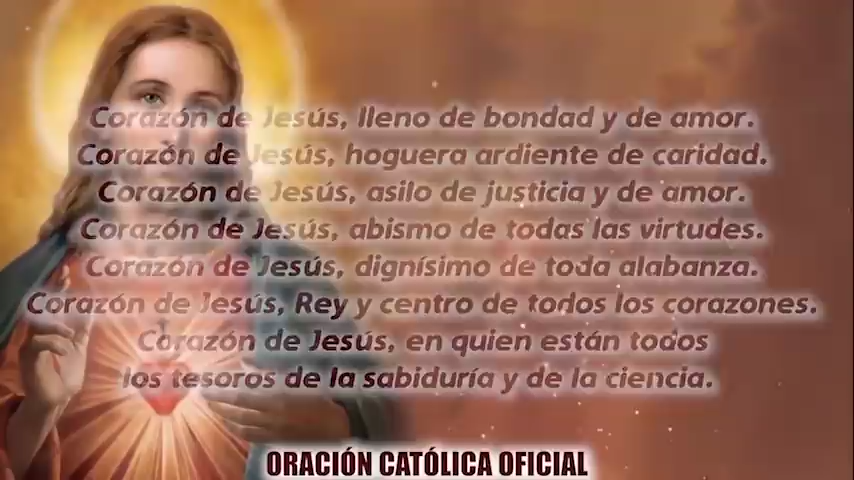 Corazón de Jesús, lleno de bondad y de amor.
Corazón de Jesús, hoguera ardiente de caridad.
Corazón de Jesús, asilo de justicia y de amor.
Corazón de Jesús, abismo de todas las virtudes.
Corazón de Jesús, dignísimo de toda alabanza.
Corazón de Jesús, Rey y centro de todos los corazones.
Corazón de Jesús, en quien están todos
los tesoros de la sabiduría y de la ciencia.
ORACIÓN CATÓLICA OFICIAL